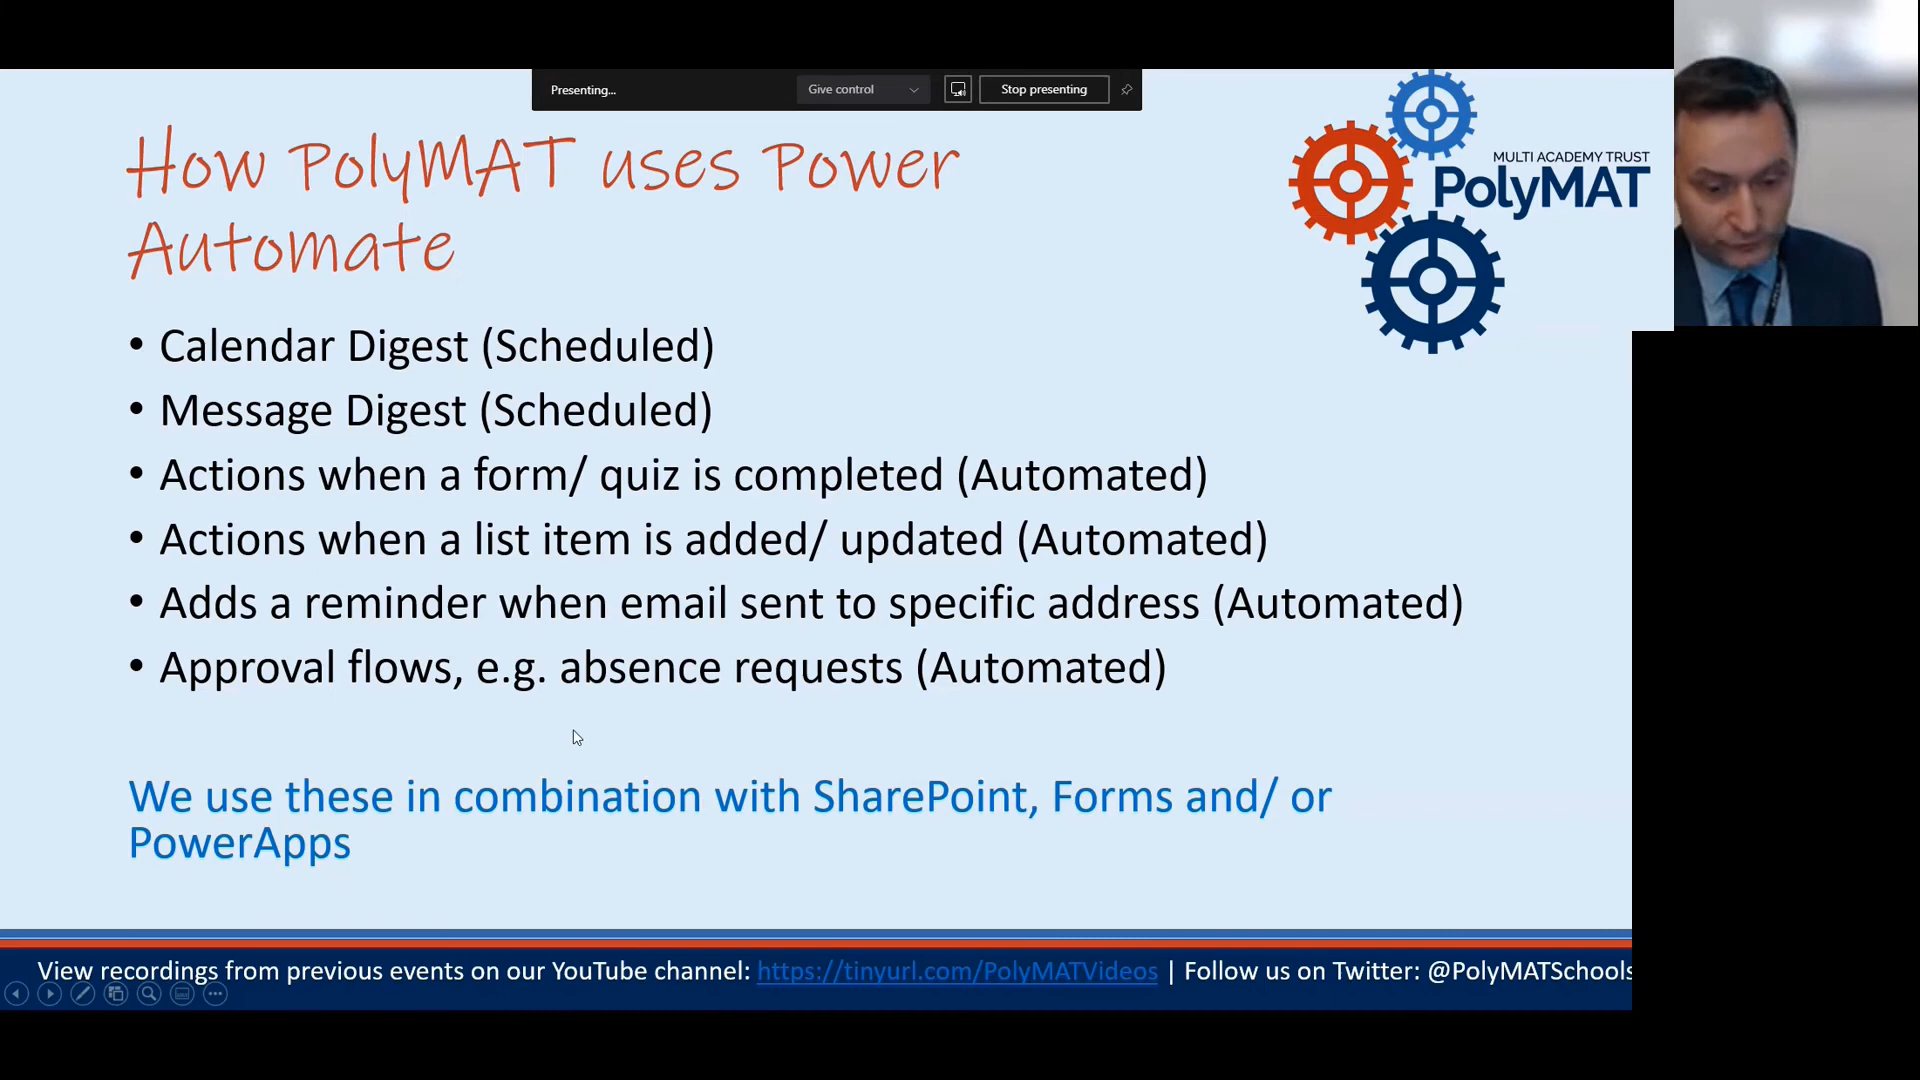 Presenting...
Give control
Stop presenting
How PolyMAT uses Power
Automate
MULTI ACADEMY TRUST
PolyMAT
• Calendar Digest (Scheduled)
• Message Digest (Scheduled)
• Actions when a form/ quiz is completed (Automated)
• Actions when a list item is added/ updated (Automated)
• Adds a reminder when email sent to specific address (Automated)
• Approval flows, e.g. absence requests (Automated)
We use these in combination with SharePoint, Forms and/ or
PowerApps
View recordings from previous events on our YouTube channel: https://tinyurl.com/PolyMATVideos | Follow us on Twitter: @PolyMATSchools